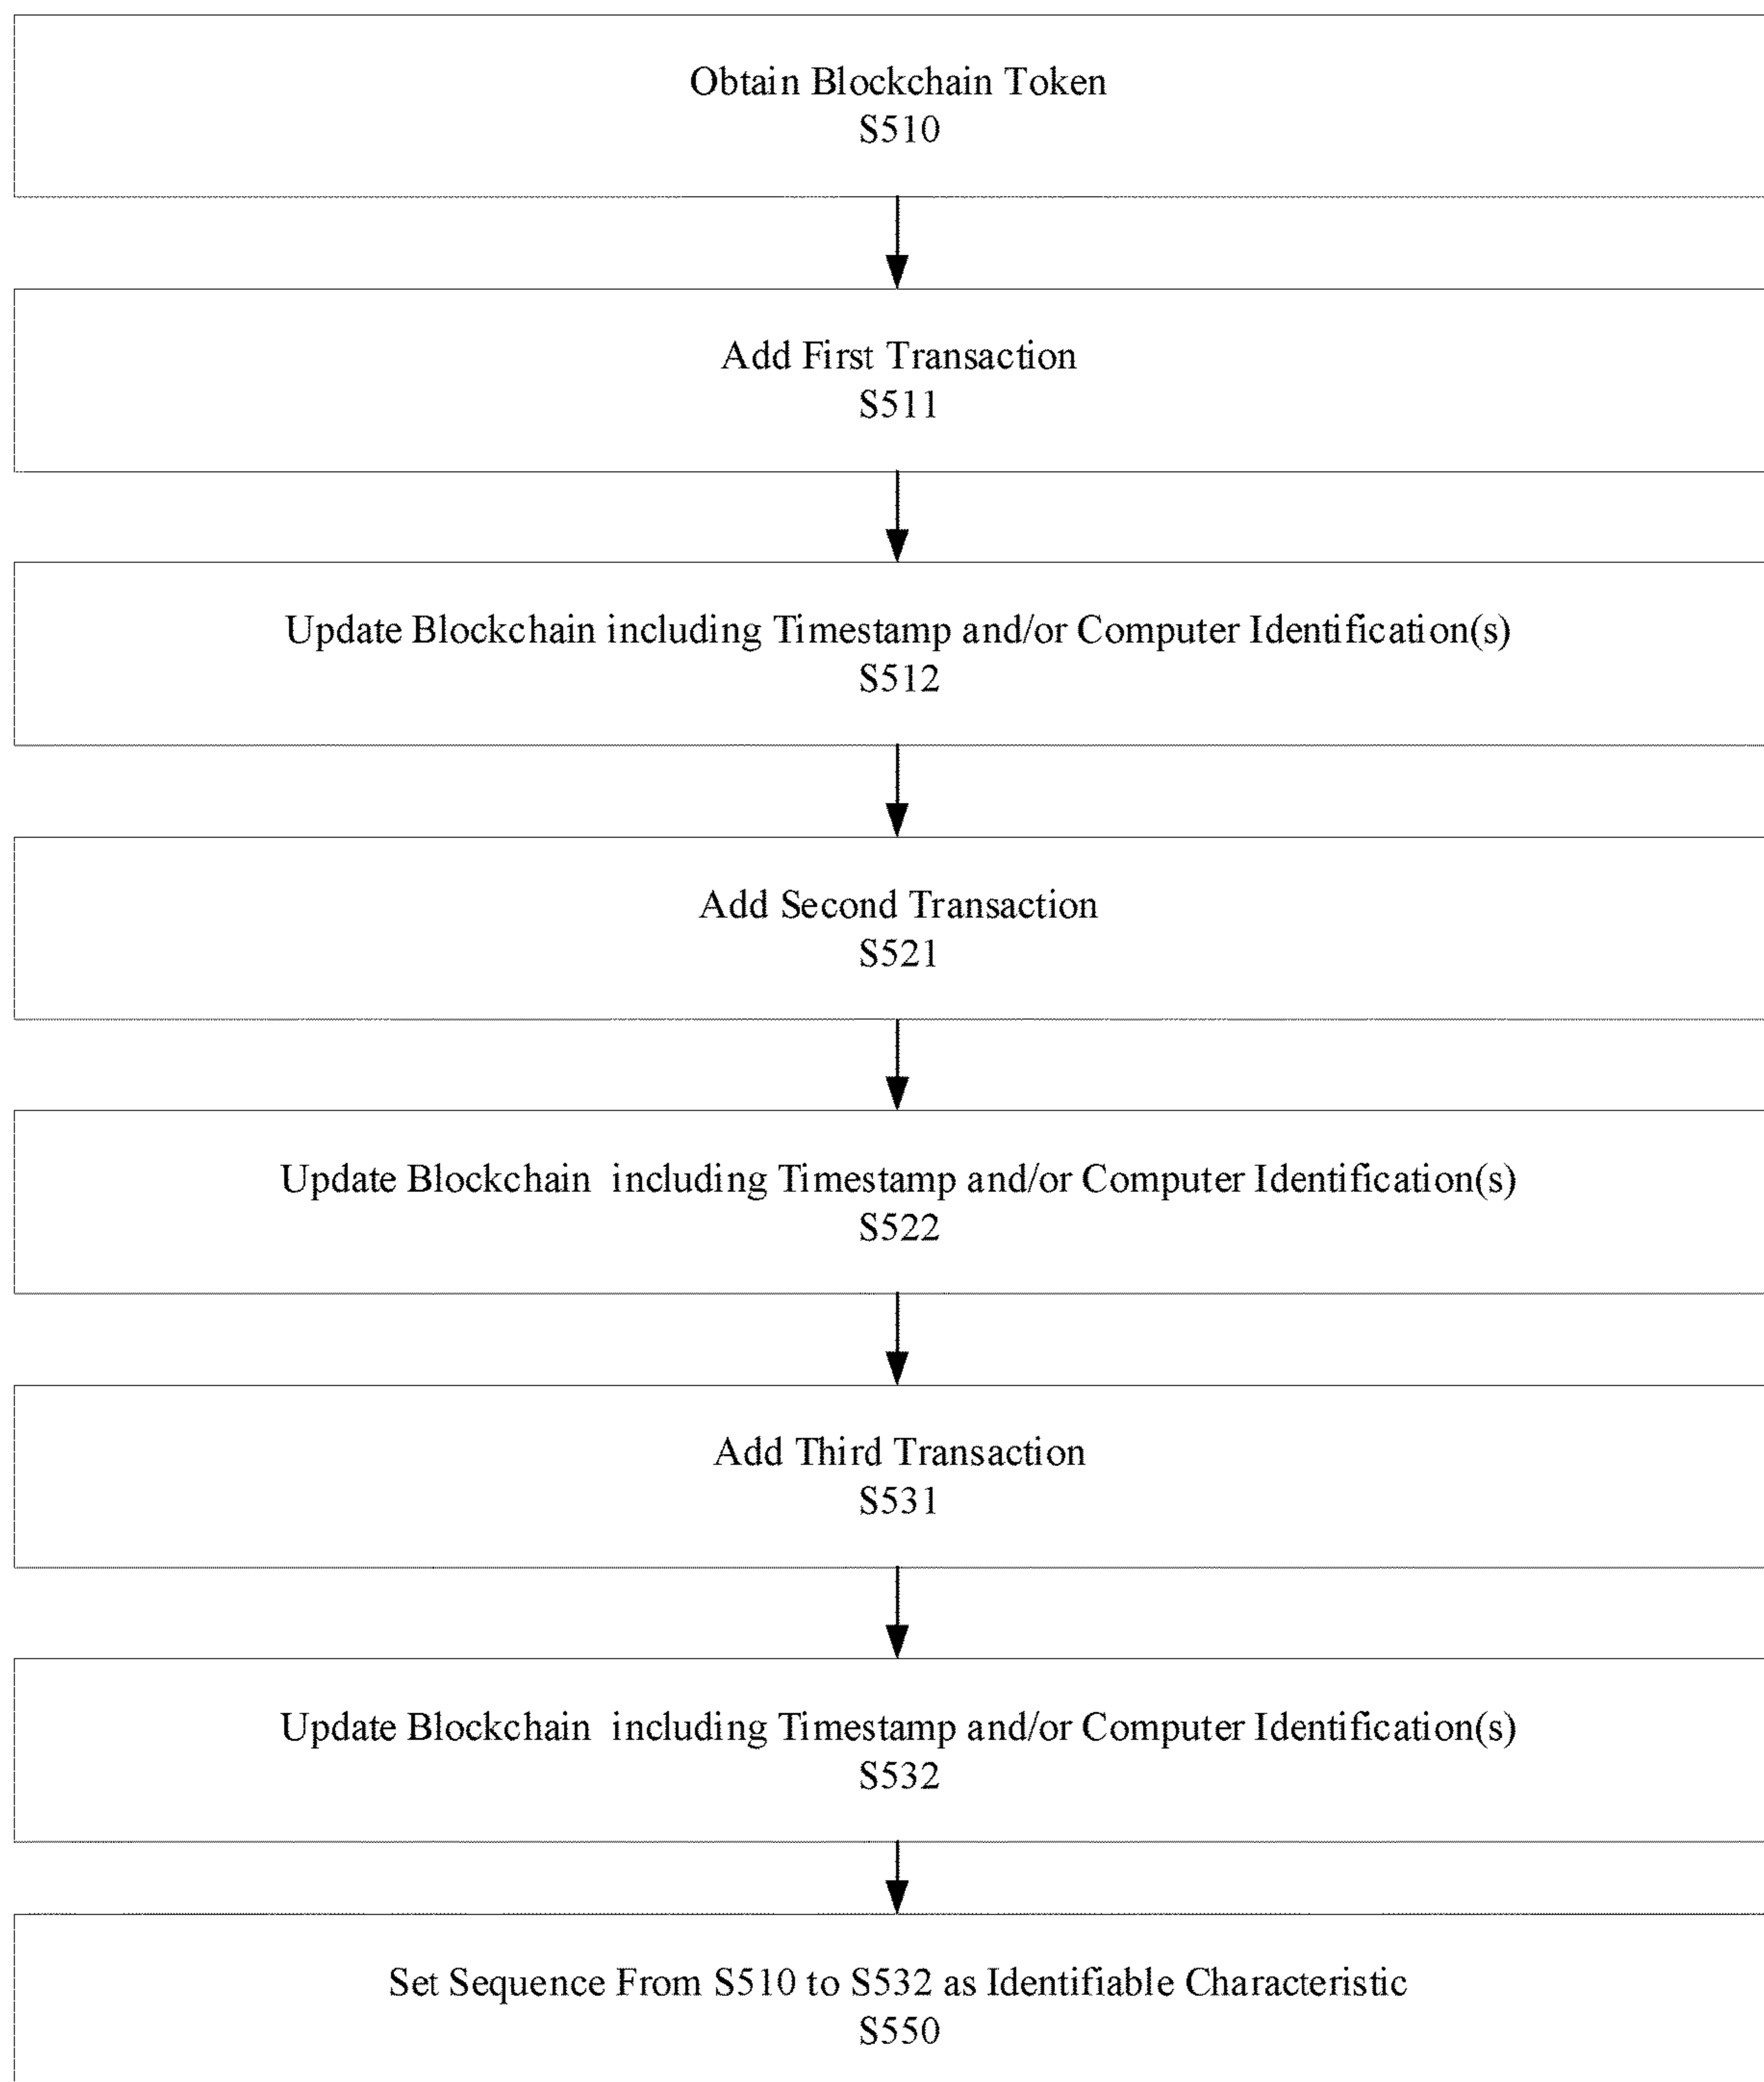 Obtain Blockchain Token
S510
Add First Transaction
S511
Update Blockchain including Timestamp and/or Computer Identification(s)
S512
Add Second Transaction
S521
Update Blockchain including Timestamp and/or Computer Identification(s)
S522
Add Third Transaction
S531
Update Blockchain including Timestamp and/or Computer Identification(s)
S532
Set Sequence From S510 to S532 as Identifiable Characteristic
S550